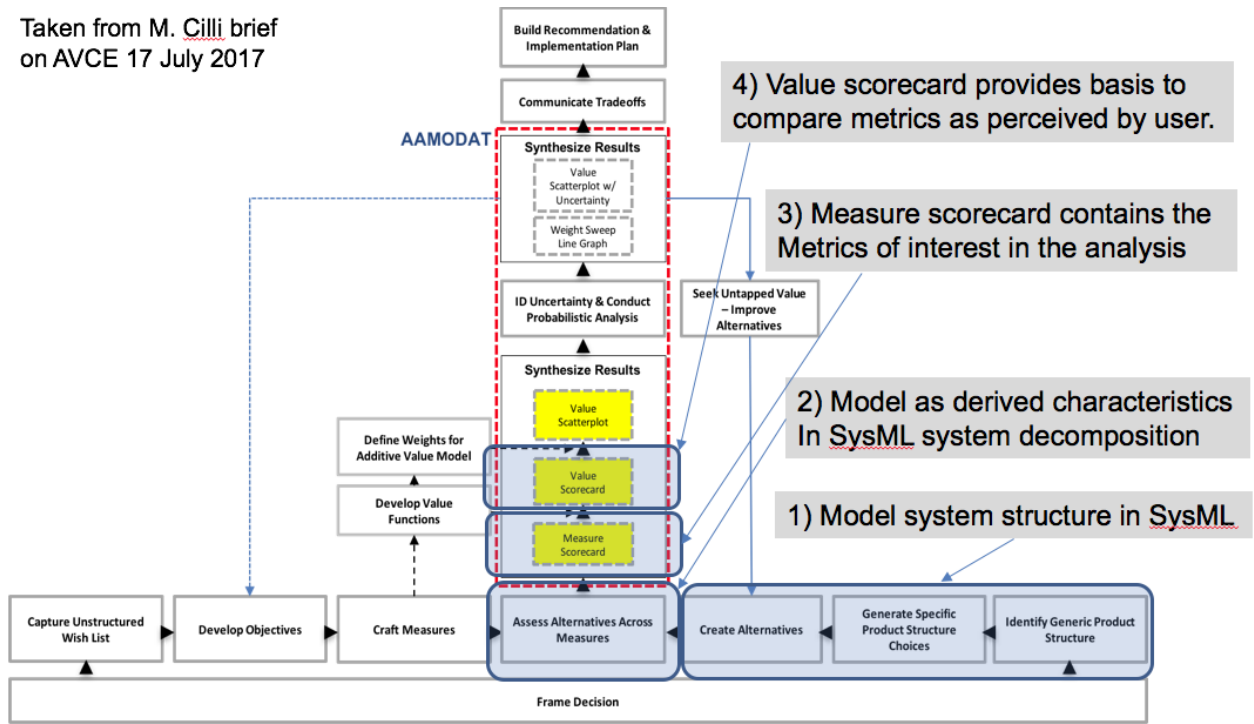 Taken from M. Cilli brief
on AVCE 17 July 2017
Build Recommendation &
Implementation Plan
Communicate Tradeoffs
AAMODAT
Synthesize Results
Value
Scatterplot w/
Uncertainty
Weight Sweep
Line Graph
ID Uncertainty & Conduct
Probabilistic Analysis
Seek Untapped Value
– Improve
Alternatives
Synthesize Results
Value
Scatterplot
Value
Scorecard
Measure
Scorecard
Define Weights for
Additive Value Model
Develop Value
Functions
4) Value scorecard provides basis to
compare metrics as perceived by user.
3) Measure scorecard contains the
Metrics of interest in the analysis
2) Model as derived characteristics
In SysML system decomposition
1) Model system structure in SysML
Capture Unstructured
Wish List
Develop Objectives
Craft Measures
Assess Alternatives Across
Measures
Create Alternatives
Generate Specific
Product Structure
Choices
Identify Generic Product
Structure
Frame Decision